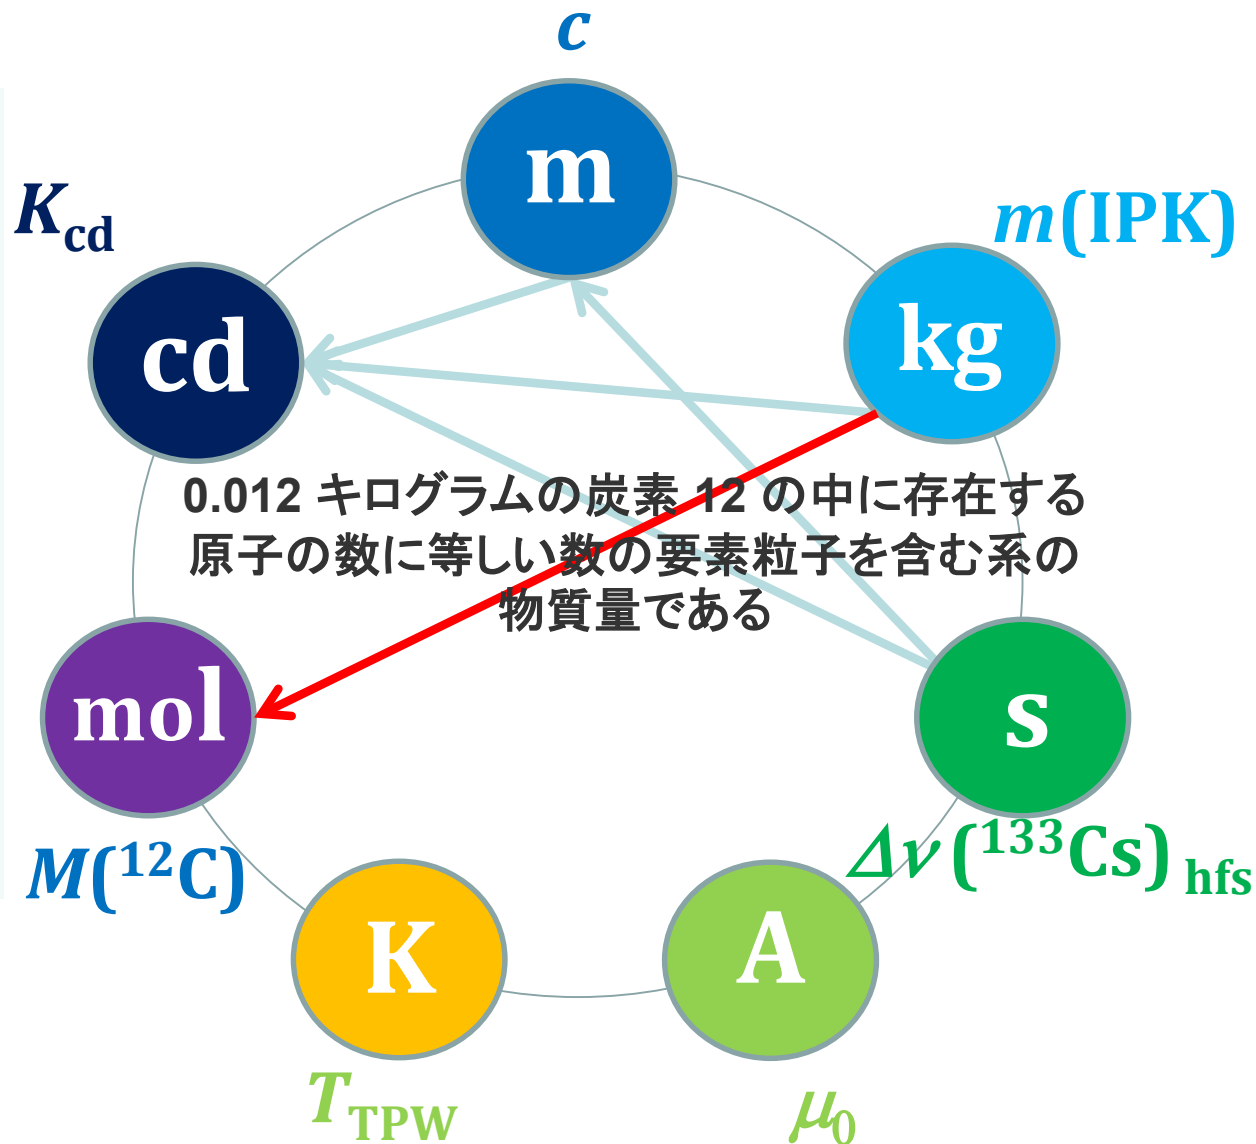 c
m
m(IPK)
K_cd
kg
cd
0.012 キログラムの炭素 12 の中に存在する
原子の数に等しい数の要素粒子を含む系の
物質量である
mol
s
M(¹²C)
Δν(¹³³Cs)_hfs
K
A
T_TPW
μ₀